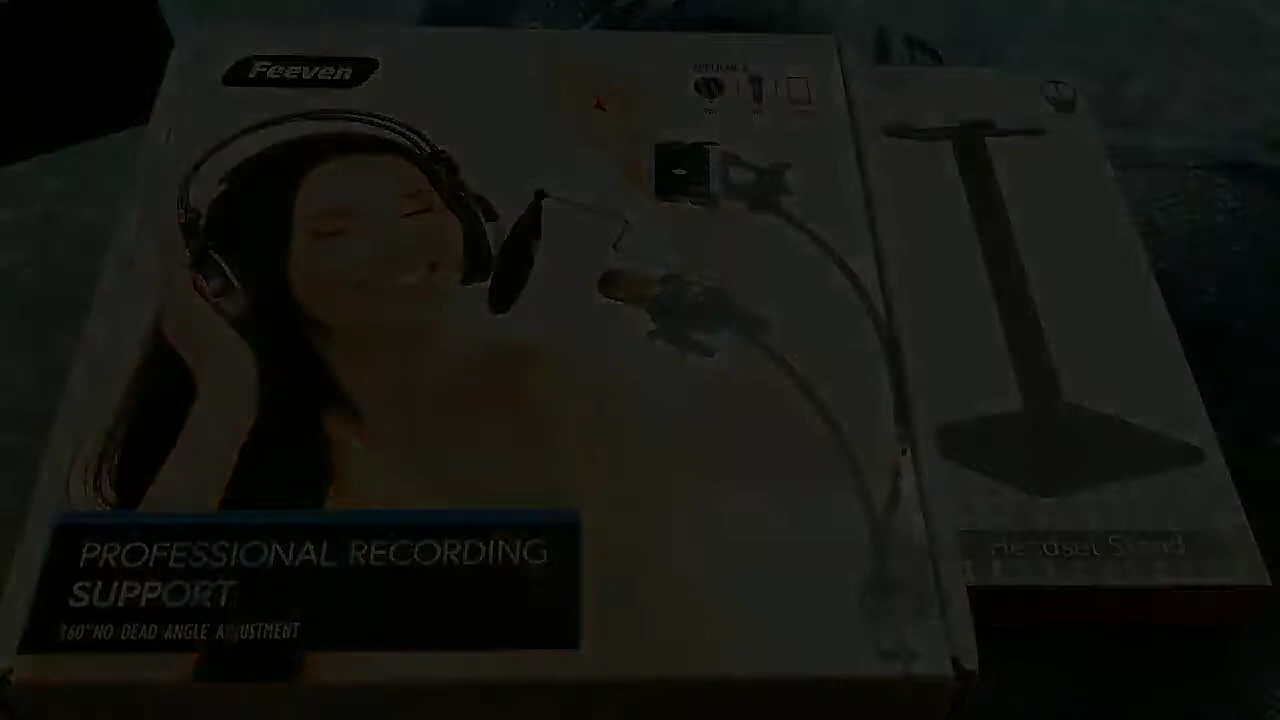 Feeven
PROFESSIONAL RECORDING
SUPPORT
360°NO DEAD ANGLE ADJUSTMENT
Headset Stand